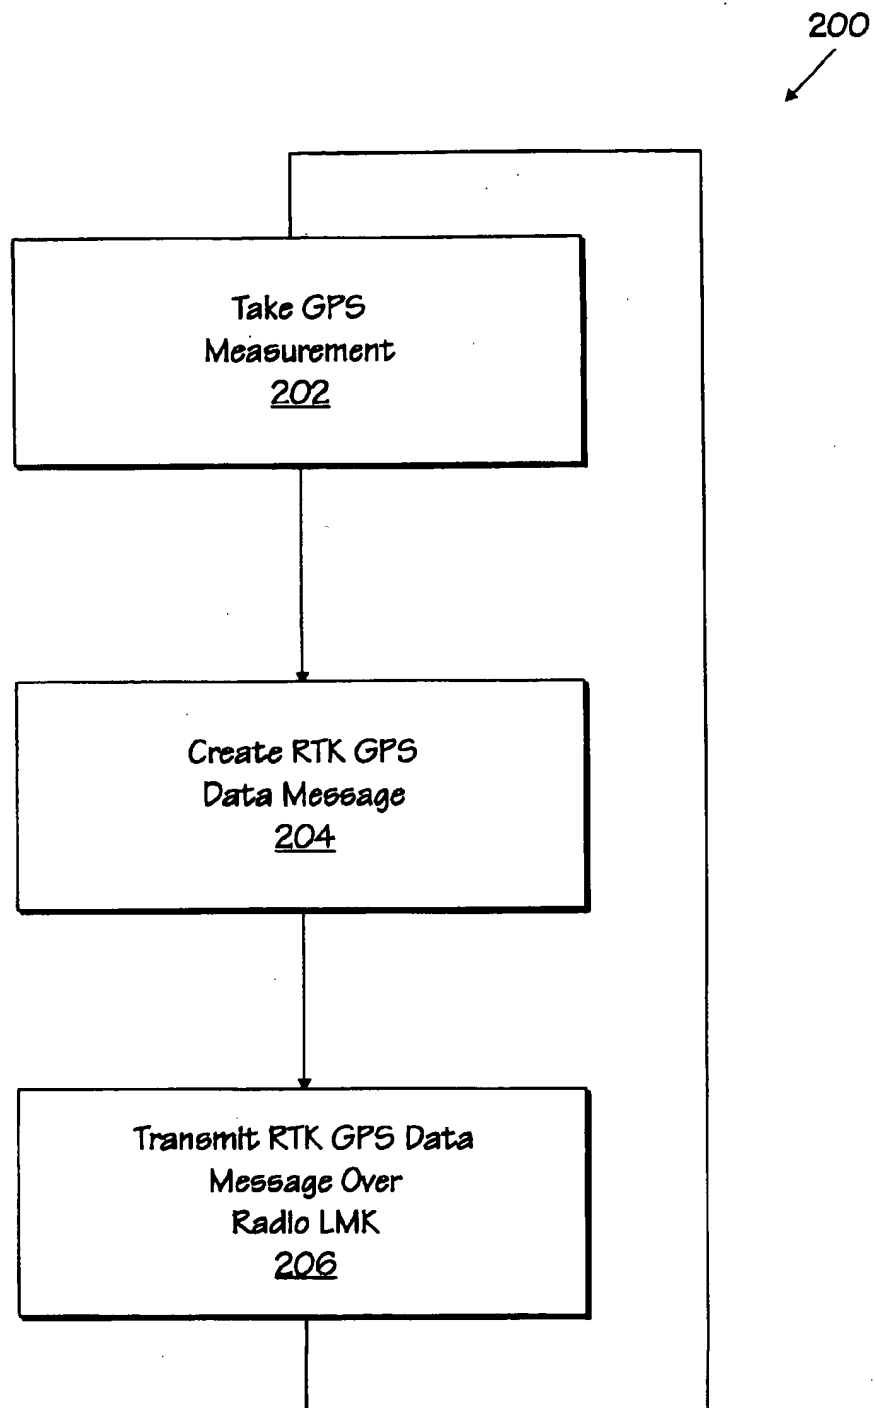 200
Take GPS
Measurement
202
Create RTK GPS
Data Message
204
Transmit RTK GPS Data
Message Over
Radio LMK
206